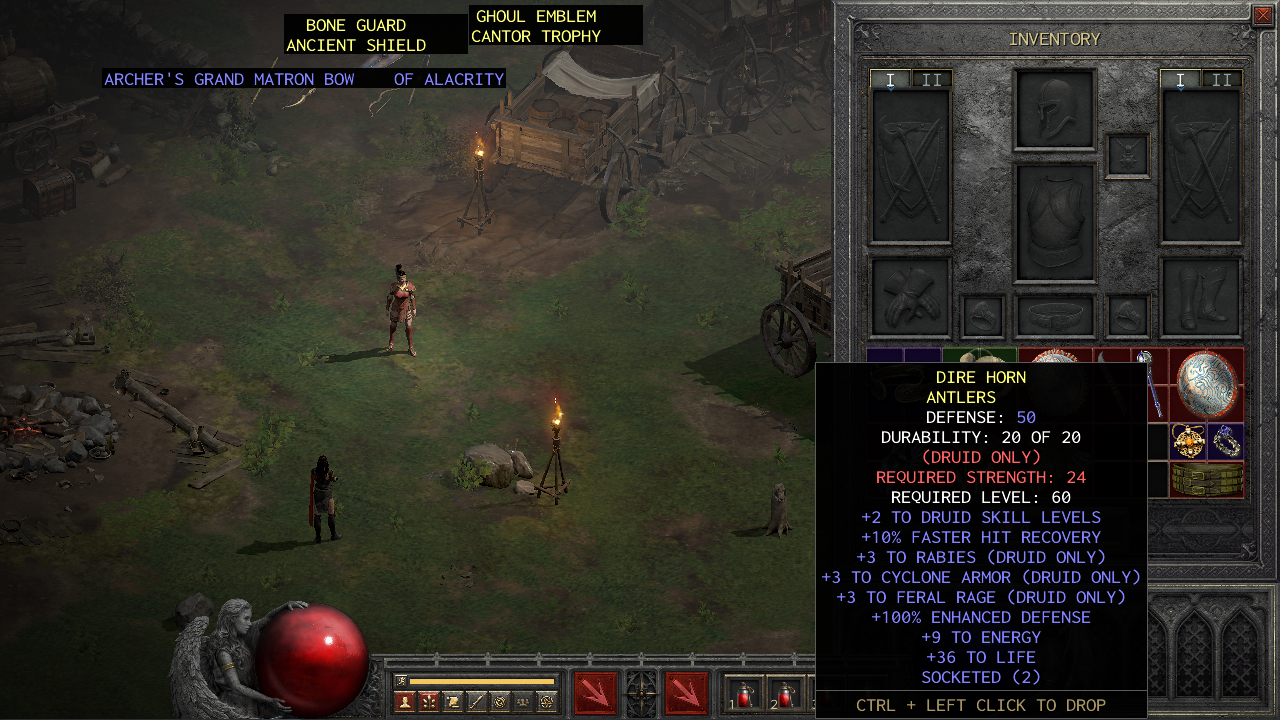 BONE GUARD
ANCIENT SHIELD
GHOUL EMBLEM
CANTOR TROPHY
ARCHER'S GRAND MATRON BOW OF ALACRITY
INVENTORY
I II
I II
DIRE HORN
ANTLERS
DEFENSE: 50
DURABILITY: 20 OF 20
(DRUID ONLY)
REQUIRED STRENGTH: 24
REQUIRED LEVEL: 60
+2 TO DRUID SKILL LEVELS
+10% FASTER HIT RECOVERY
+3 TO RABIES (DRUID ONLY)
+3 TO CYCLONE ARMOR (DRUID ONLY)
+3 TO FERAL RAGE (DRUID ONLY)
+100% ENHANCED DEFENSE
+9 TO ENERGY
+36 TO LIFE
SOCKETED (2)
CTRL + LEFT CLICK TO DROP
1 2